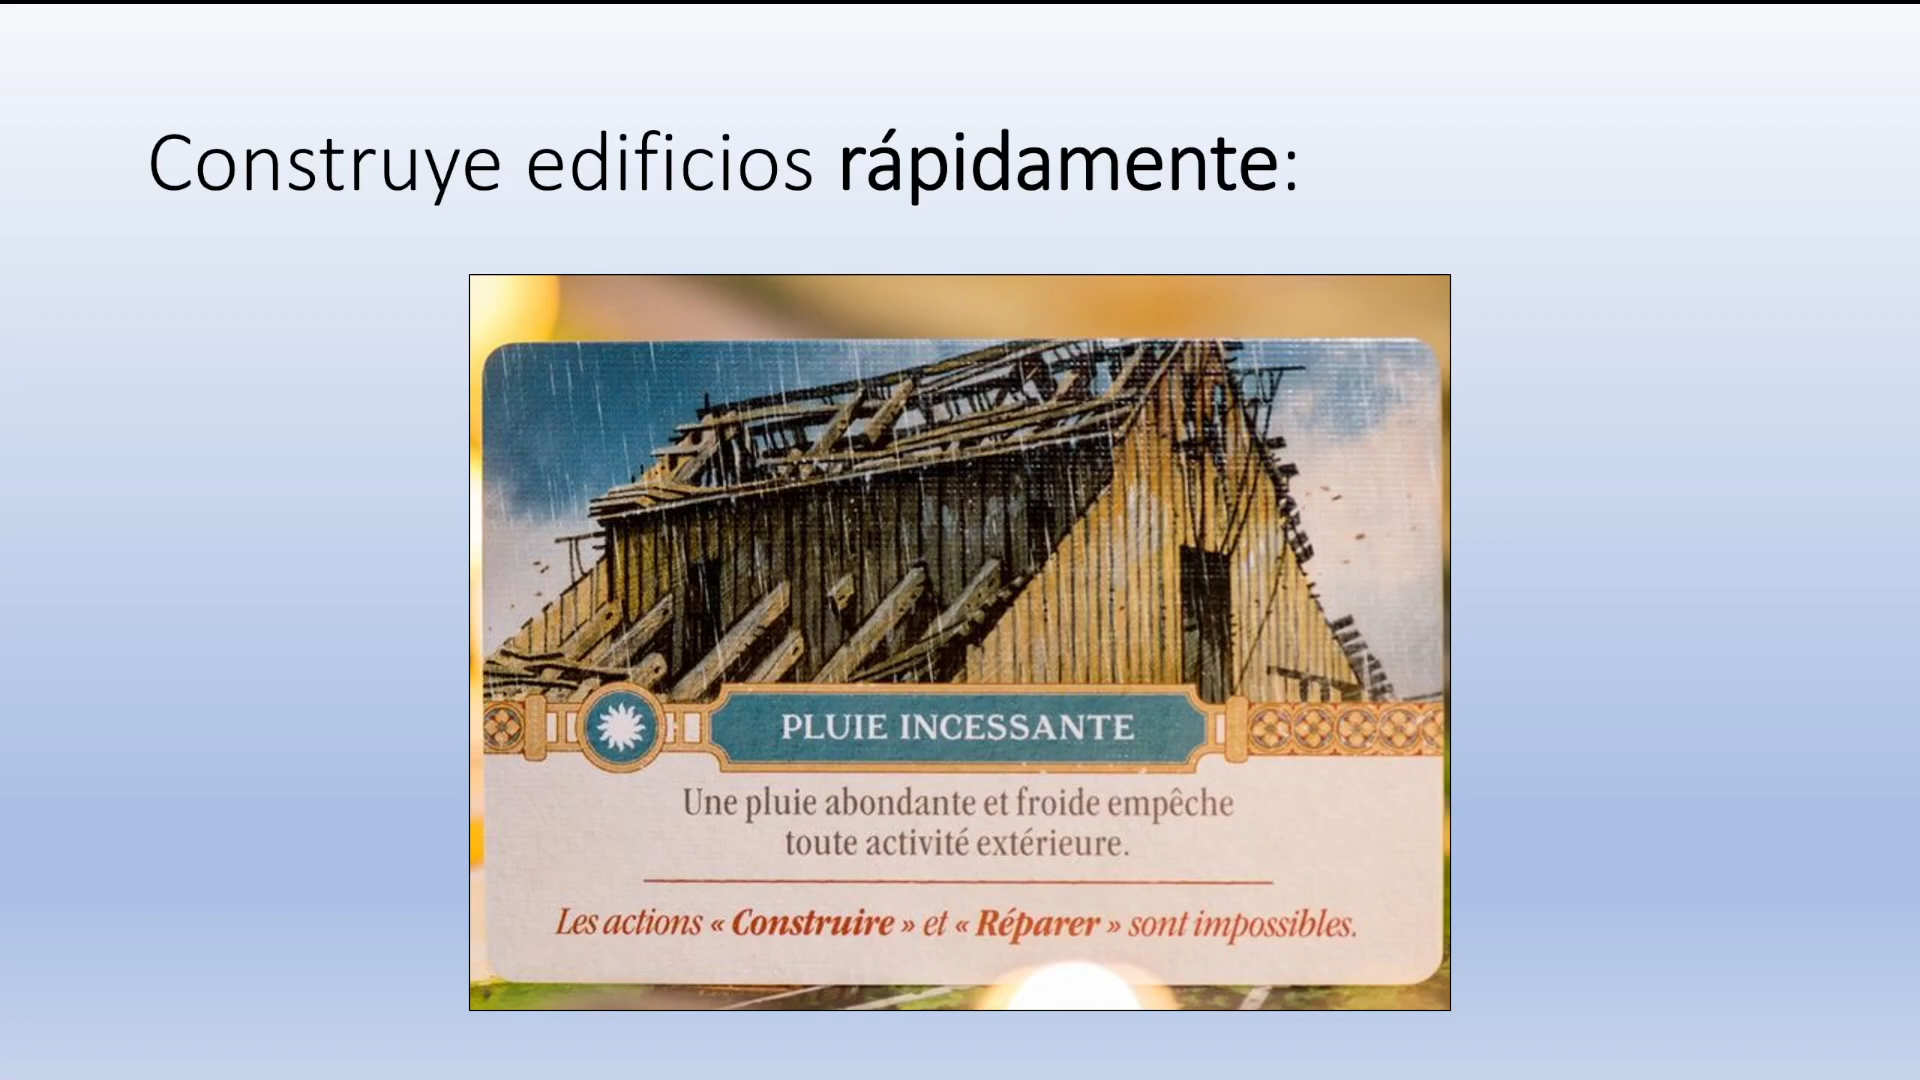 Construye edificios rápidamente:
PLUIE INCESSANTE
Une pluie abondante et froide empêche
toute activité extérieure.
Les actions « Construire » et « Réparer » sont impossibles.